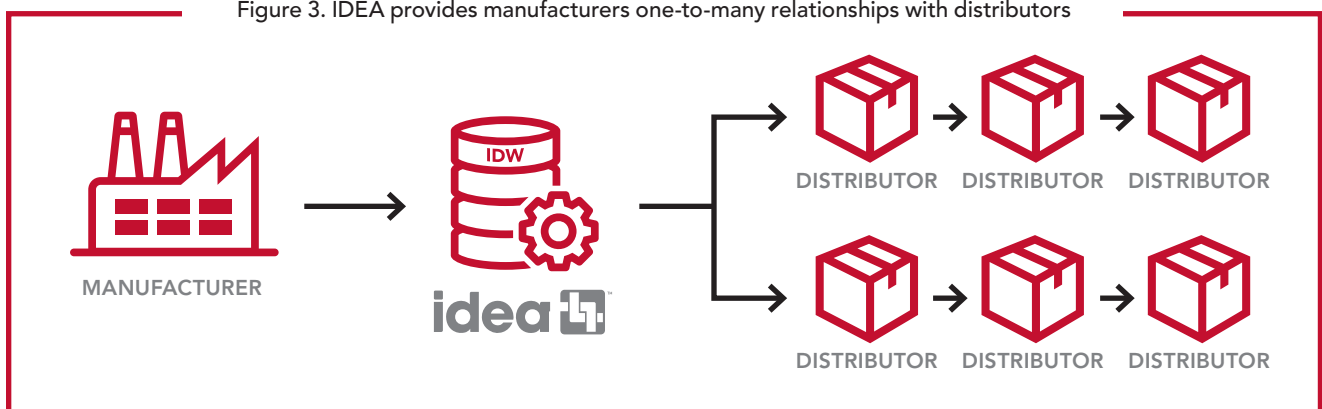 Figure 3. IDEA provides manufacturers one-to-many relationships with distributors
IDW
DISTRIBUTOR DISTRIBUTOR DISTRIBUTOR
MANUFACTURER
idea ™
DISTRIBUTOR DISTRIBUTOR DISTRIBUTOR